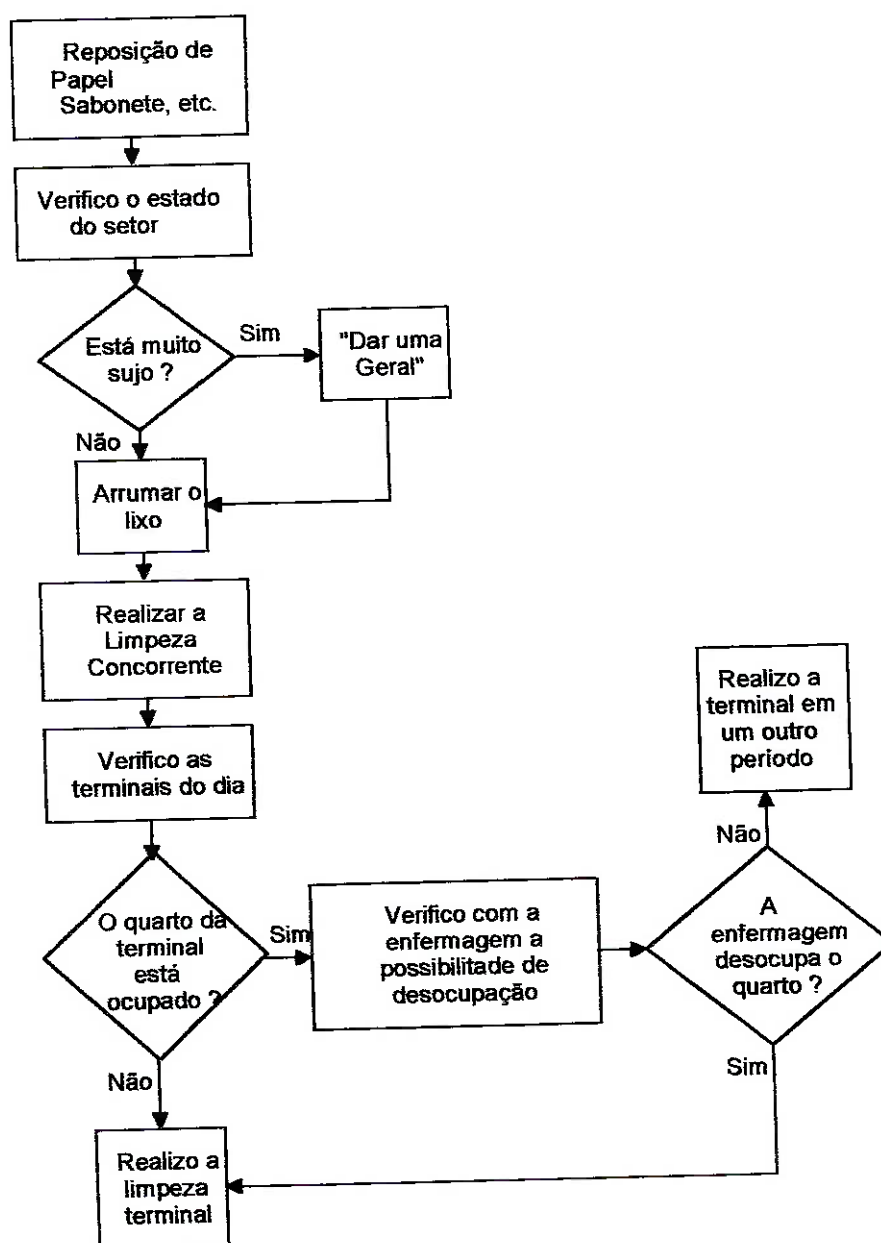 Reposição de
Papel
Sabonete, etc.
Verifico o estado
do setor
Está muito
sujo ?
Sim
"Dar uma
Geral"
Não
Arrumar o
lixo
Realizar a
Limpeza
Concorrente
Verifico as
terminais do dia
O quarto da
terminal
está
ocupado ?
Sim
Verifico com a
enfermagem a
possibilitade de
desocupação
A
enfermagem
desocupa o
quarto ?
Não
Realizo a
terminal em
um outro
periodo
Sim
Não
Realizo a
limpeza
terminal